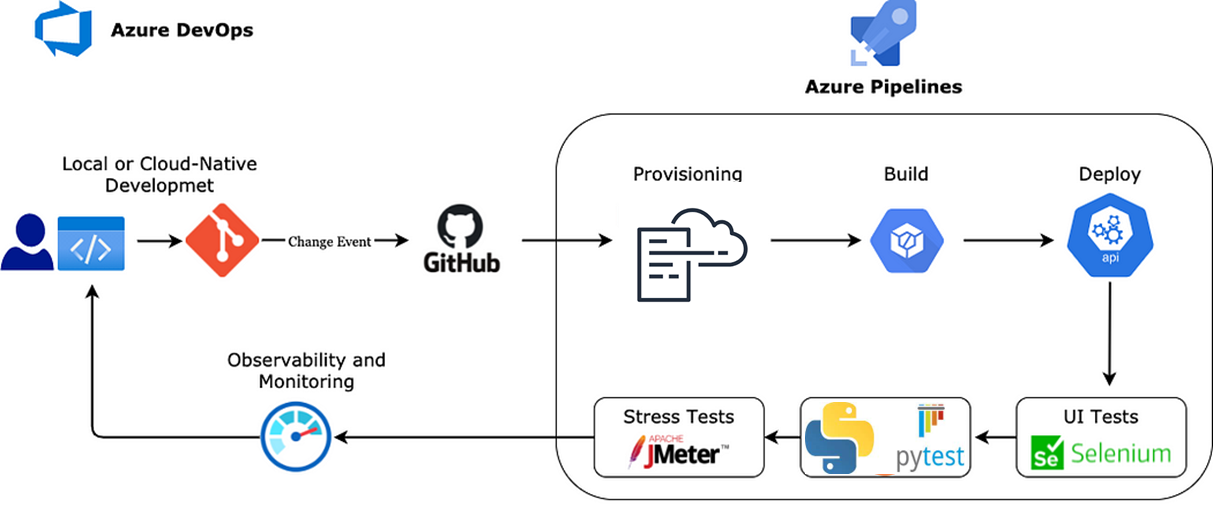 Azure DevOps
Azure Pipelines
Local or Cloud-Native
Developmet
Provisioning
Build
Deploy
</>
Change Event
GitHub
api
Observability and
Monitoring
Stress Tests
APACHE
JMeter™
pytest
UI Tests
Se Selenium